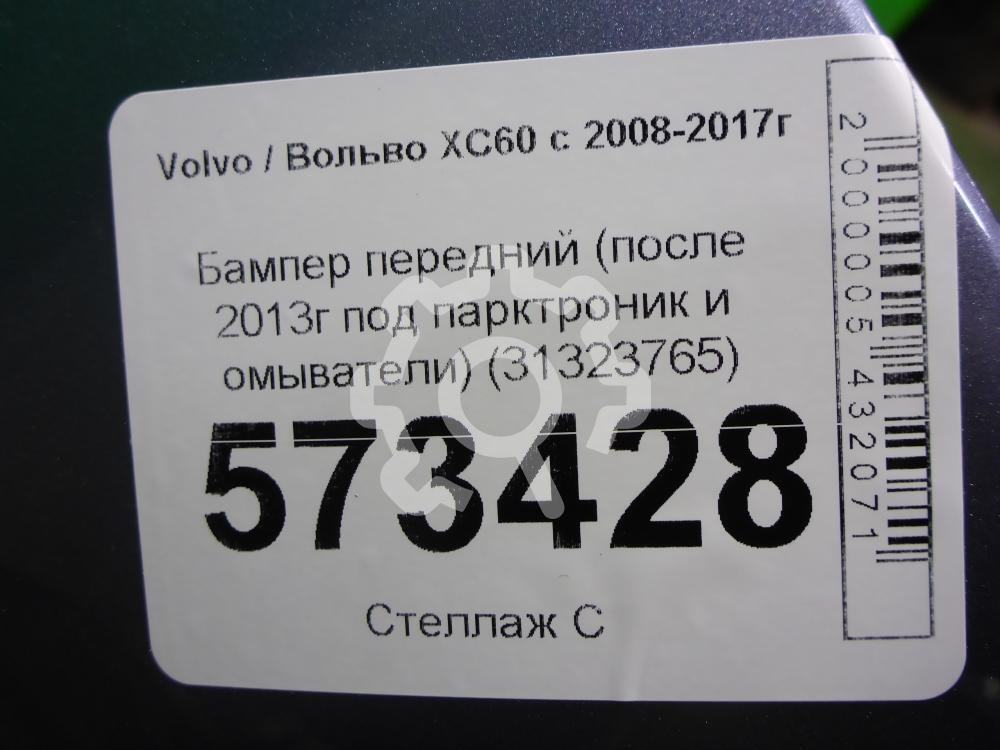 Volvo / Вольво XC60 с 2008-2017г
Бампер передний (после
2013г под парктроник и
омыватели) (31323765)
573428
Стеллаж С
2000005432071